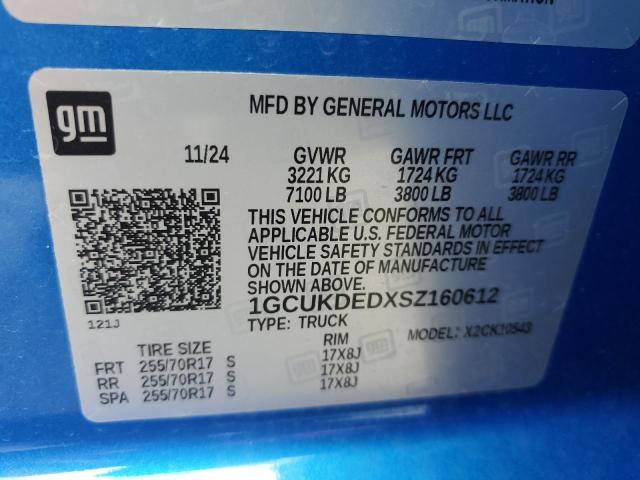 gm
MFD BY GENERAL MOTORS LLC
11/24 GVWR GAWR FRT GAWR RR
3221 KG 1724 KG 1724 KG
7100 LB 3800 LB 3800 LB
THIS VEHICLE CONFORMS TO ALL
APPLICABLE U.S. FEDERAL MOTOR
VEHICLE SAFETY STANDARDS IN EFFECT
ON THE DATE OF MANUFACTURE
SHOWN ABOVE.
1GCUKDEDXSZ160612
TYPE: TRUCK MODEL: X2CK10543
121J
TIRE SIZE RIM
FRT 255/70R17 S 17X8J
RR 255/70R17 S 17X8J
SPA 255/70R17 S 17X8J